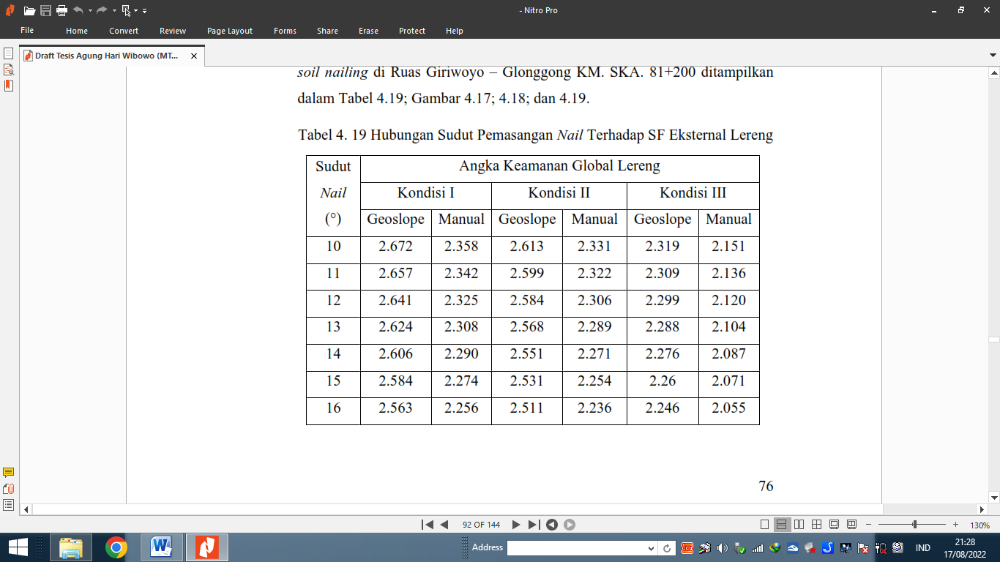 - Nitro Pro
File Home Convert Review Page Layout Forms Share Erase Protect Help
Draft Tesis Agung Hari Wibowo (MT...
soil nailing di Ruas Giriwoyo – Glonggong KM. SKA. 81+200 ditampilkan
dalam Tabel 4.19; Gambar 4.17; 4.18; dan 4.19.
Tabel 4. 19 Hubungan Sudut Pemasangan Nail Terhadap SF Eksternal Lereng
Sudut Nail (°) Angka Keamanan Global Lereng
Kondisi I Kondisi II Kondisi III
Geoslope Manual Geoslope Manual Geoslope Manual
10 2.672 2.358 2.613 2.331 2.319 2.151
11 2.657 2.342 2.599 2.322 2.309 2.136
12 2.641 2.325 2.584 2.306 2.299 2.120
13 2.624 2.308 2.568 2.289 2.288 2.104
14 2.606 2.290 2.551 2.271 2.276 2.087
15 2.584 2.274 2.531 2.254 2.26 2.071
16 2.563 2.256 2.511 2.236 2.246 2.055
76
92 OF 144
130%
Address
IND
21:28
17/08/2022